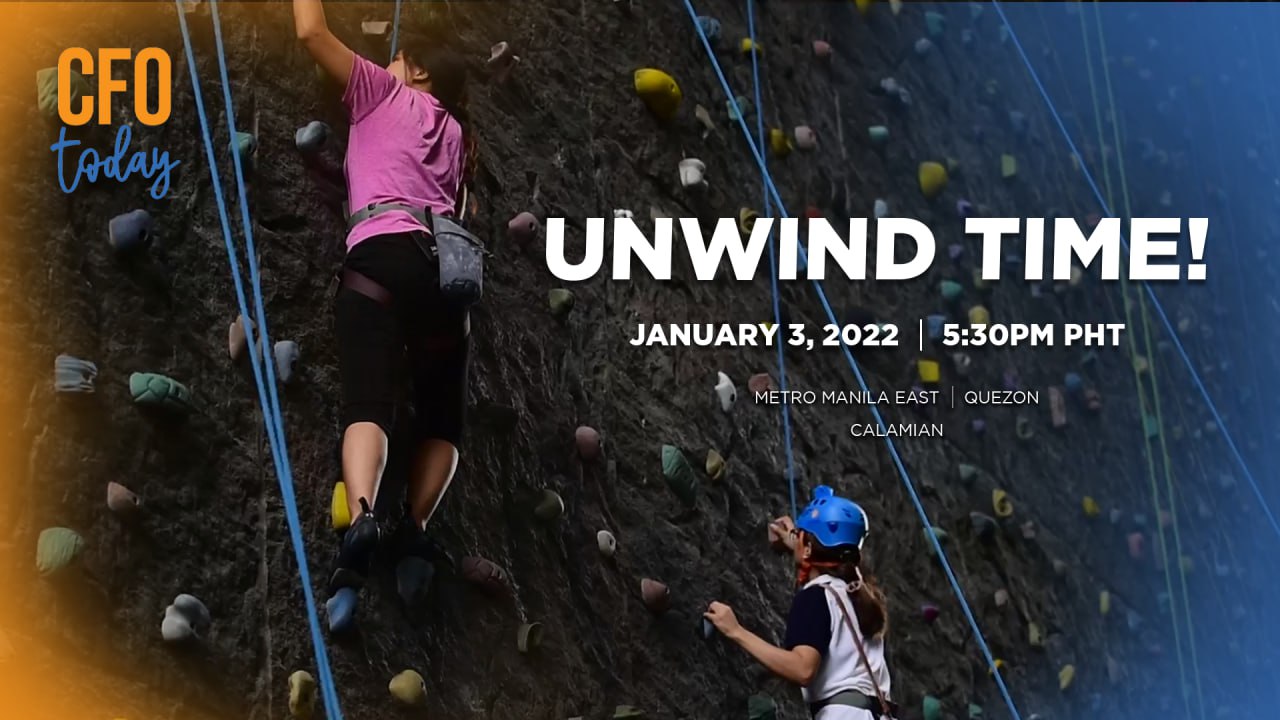 CFO
today
UNWIND TIME!
JANUARY 3, 2022 | 5:30PM PHT
METRO MANILA EAST | QUEZON
CALAMIAN